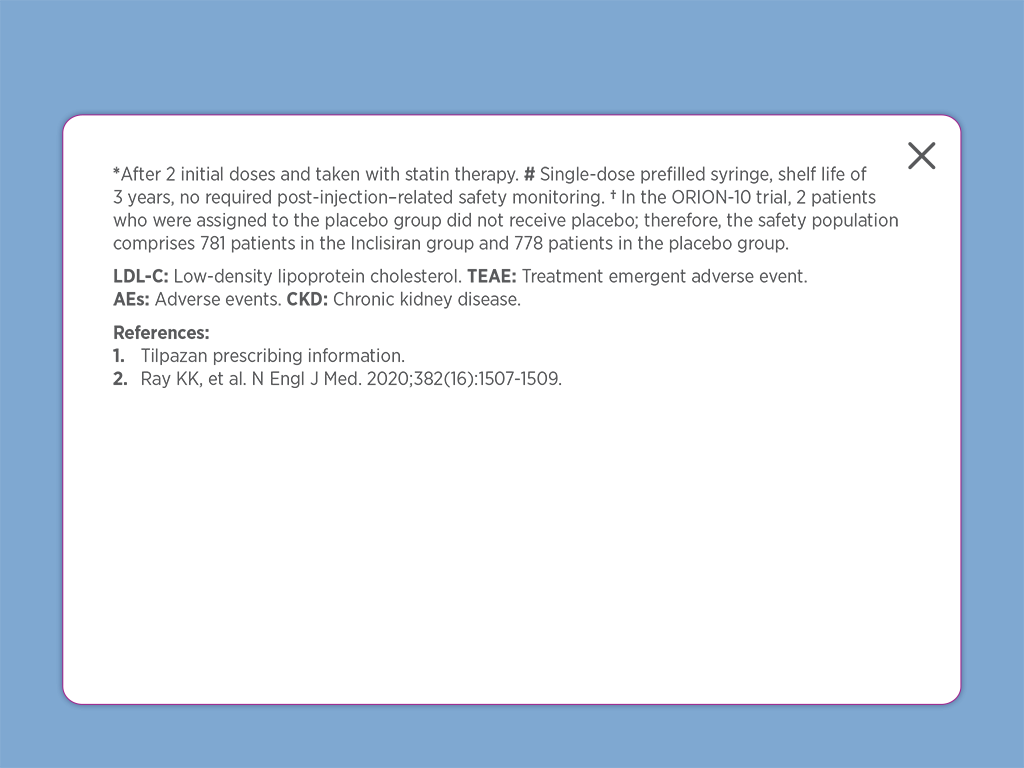 *After 2 initial doses and taken with statin therapy. # Single-dose prefilled syringe, shelf life of
3 years, no required post-injection–related safety monitoring. † In the ORION-10 trial, 2 patients
who were assigned to the placebo group did not receive placebo; therefore, the safety population
comprises 781 patients in the Inclisiran group and 778 patients in the placebo group.
LDL-C: Low-density lipoprotein cholesterol. TEAE: Treatment emergent adverse event.
AEs: Adverse events. CKD: Chronic kidney disease.
References:
1. Tilpazan prescribing information.
2. Ray KK, et al. N Engl J Med. 2020;382(16):1507-1509.